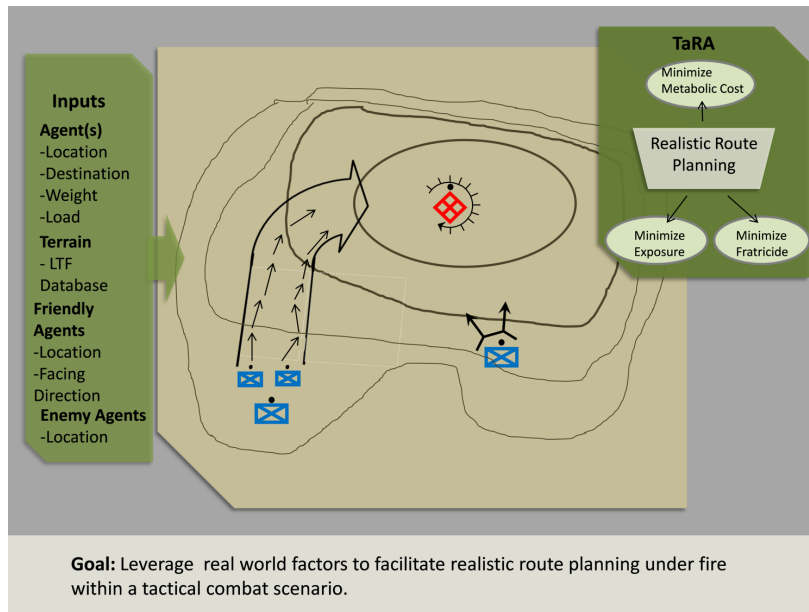 Inputs
Agent(s)
-Location
-Destination
-Weight
-Load
Terrain
- LTF
Database
Friendly
Agents
-Location
-Facing
Direction
Enemy Agents
-Location
TaRA
Minimize
Metabolic Cost
Realistic Route
Planning
Minimize
Exposure
Minimize
Fratricide
Goal: Leverage real world factors to facilitate realistic route planning under fire
within a tactical combat scenario.